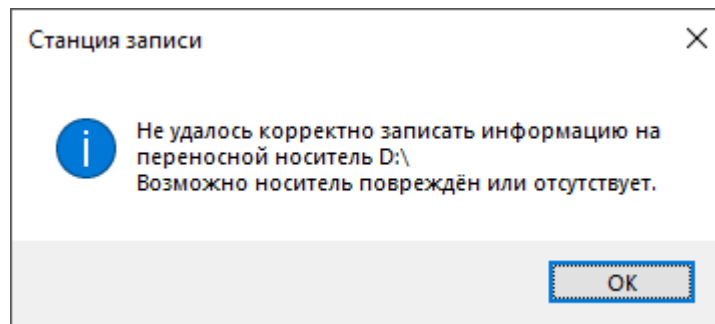 Станция записи
Не удалось корректно записать информацию на
переносной носитель D:\
Возможно носитель повреждён или отсутствует.
OK